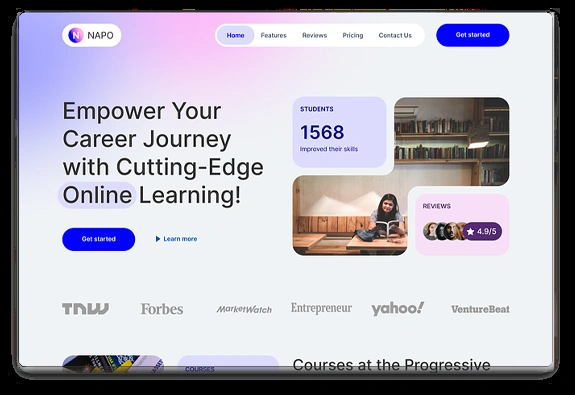 N NAPO
Home Features Reviews Pricing Contact Us
Get started
Empower Your
Career Journey
with Cutting-Edge
Online Learning!
Get started
Learn more
STUDENTS
1568
Improved their skills
REVIEWS
4.9/5
TNW
Forbes
MarketWatch
Entrepreneur
yahoo!
VentureBeat
COURSES
Courses at the Progressive